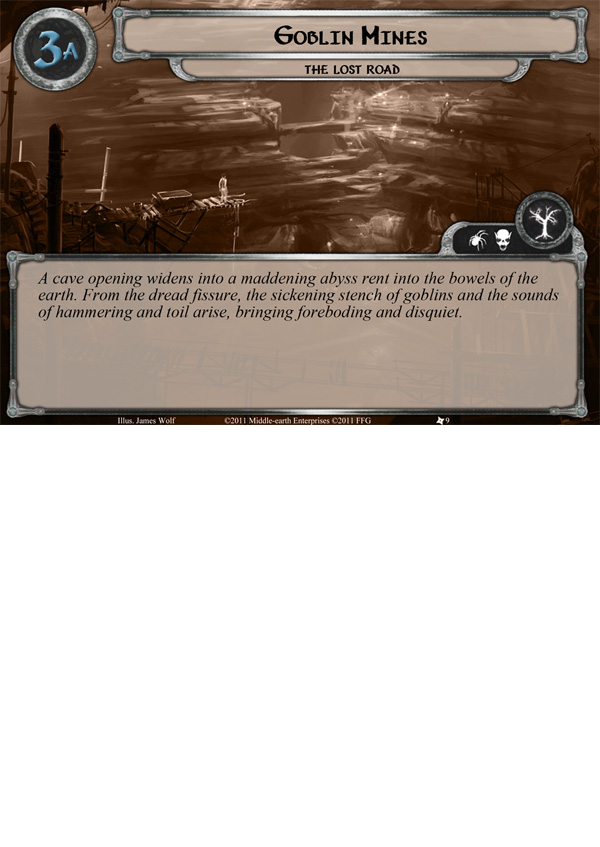 3A
Goblin Mines
THE LOST ROAD
A cave opening widens into a maddening abyss rent into the bowels of the
earth. From the dread fissure, the sickening stench of goblins and the sounds
of hammering and toil arise, bringing foreboding and disquiet.
Illus. James Wolf ©2011 Middle-earth Enterprises ©2011 FFG 9